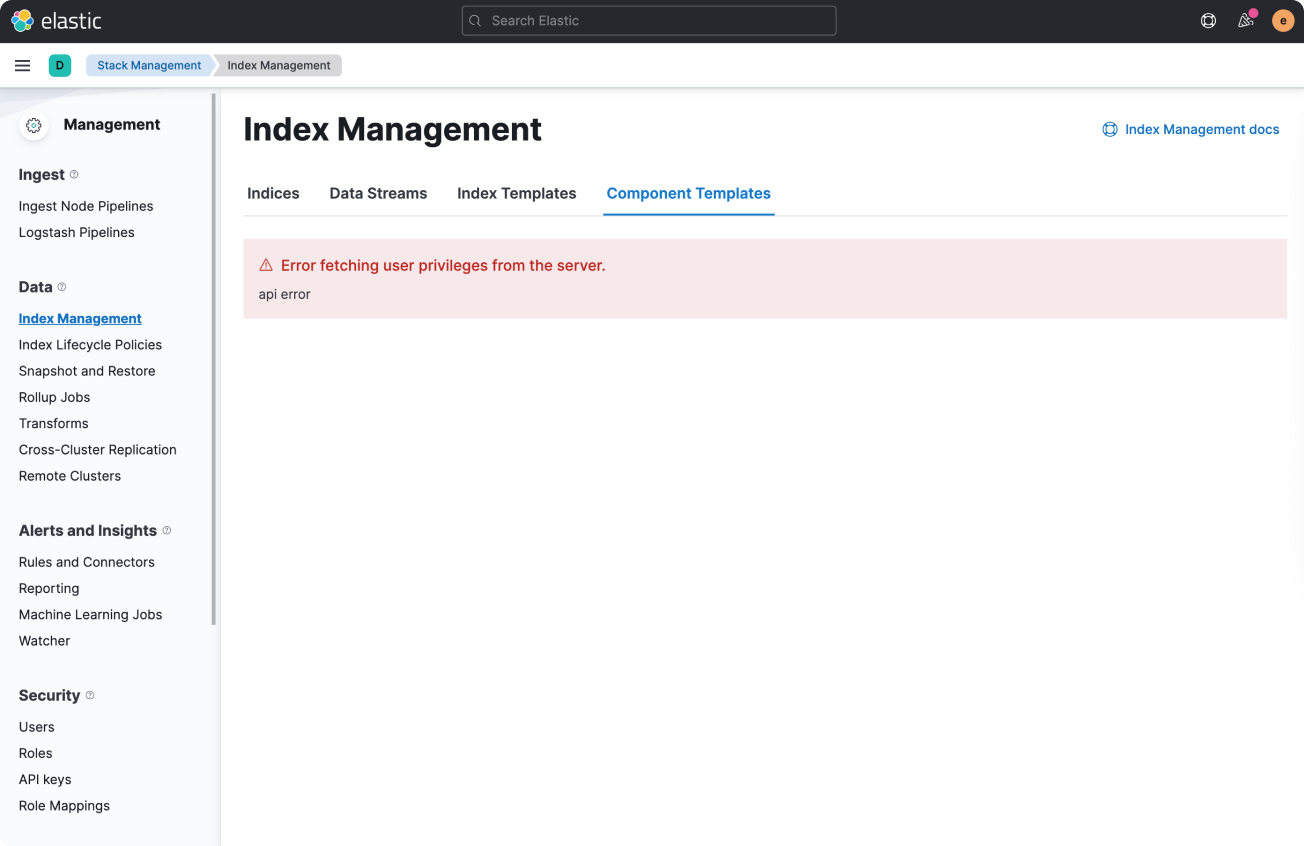 elastic
Search Elastic
e
D
Stack Management
Index Management
Management
Ingest
Ingest Node Pipelines
Logstash Pipelines
Data
Index Management
Index Lifecycle Policies
Snapshot and Restore
Rollup Jobs
Transforms
Cross-Cluster Replication
Remote Clusters
Alerts and Insights
Rules and Connectors
Reporting
Machine Learning Jobs
Watcher
Security
Users
Roles
API keys
Role Mappings
Index Management
Index Management docs
Indices
Data Streams
Index Templates
Component Templates
Error fetching user privileges from the server.
api error